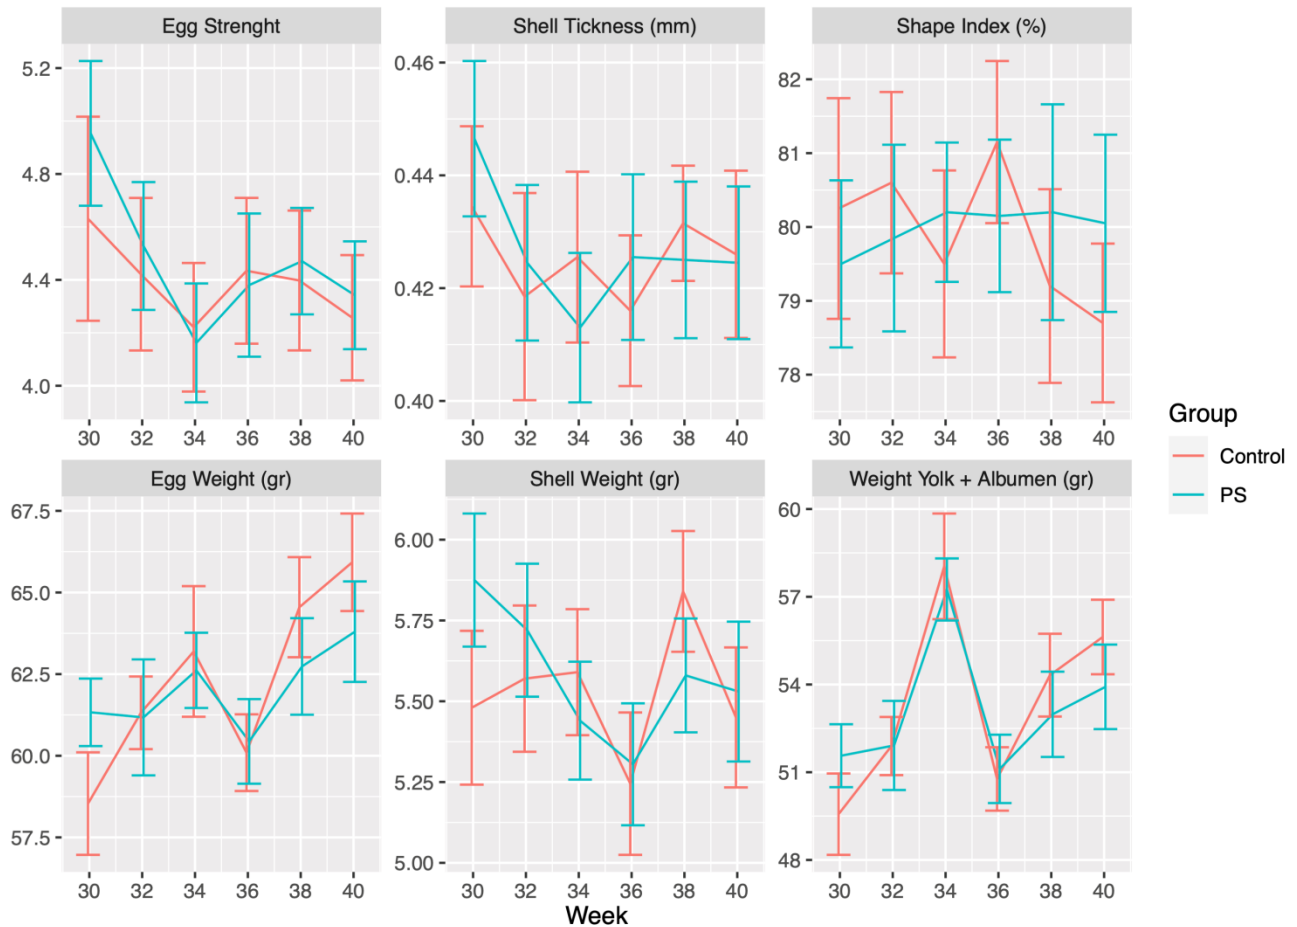 Egg Strenght
Shell Tickness (mm)
Shape Index (%)
5.2
4.8
4.4
4.0
0.46
0.44
0.42
0.40
82
81
80
79
78
30 32 34 36 38 40
30 32 34 36 38 40
30 32 34 36 38 40
Group
Control
PS
Egg Weight (gr)
Shell Weight (gr)
Weight Yolk + Albumen (gr)
67.5
65.0
62.5
60.0
57.5
6.00
5.75
5.50
5.25
5.00
60
57
54
51
48
30 32 34 36 38 40
30 32 34 36 38 40
30 32 34 36 38 40
Week